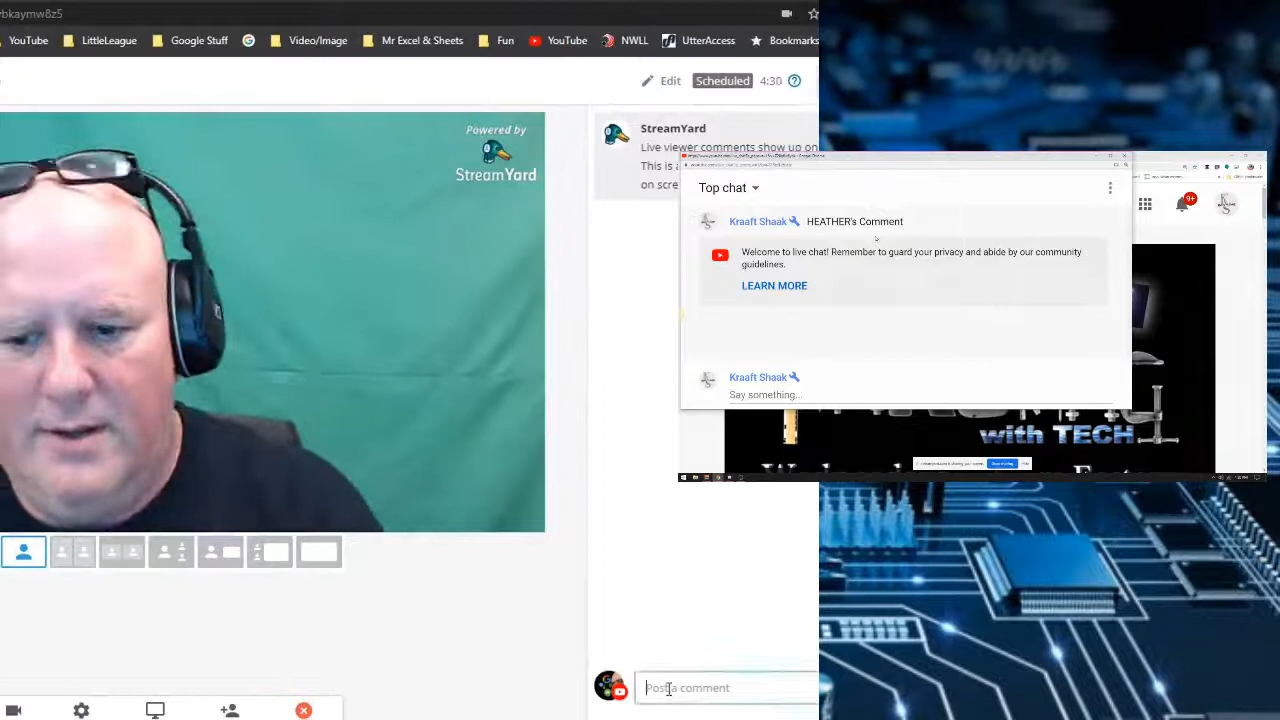 rbkaymw8z5
YouTube LittleLeague Google Stuff Video/Image Mr Excel & Sheets Fun YouTube NWLL UtterAccess Bookmarks
Edit Scheduled 4:30
Powered by
StreamYard
StreamYard
Live viewer comments show up on
This is a
on scre
Top chat
9+
Kraaft Shaak HEATHER's Comment
Welcome to live chat! Remember to guard your privacy and abide by our community
guidelines.
LEARN MORE
Kraaft Shaak
Say something...
with TECH
Post a comment